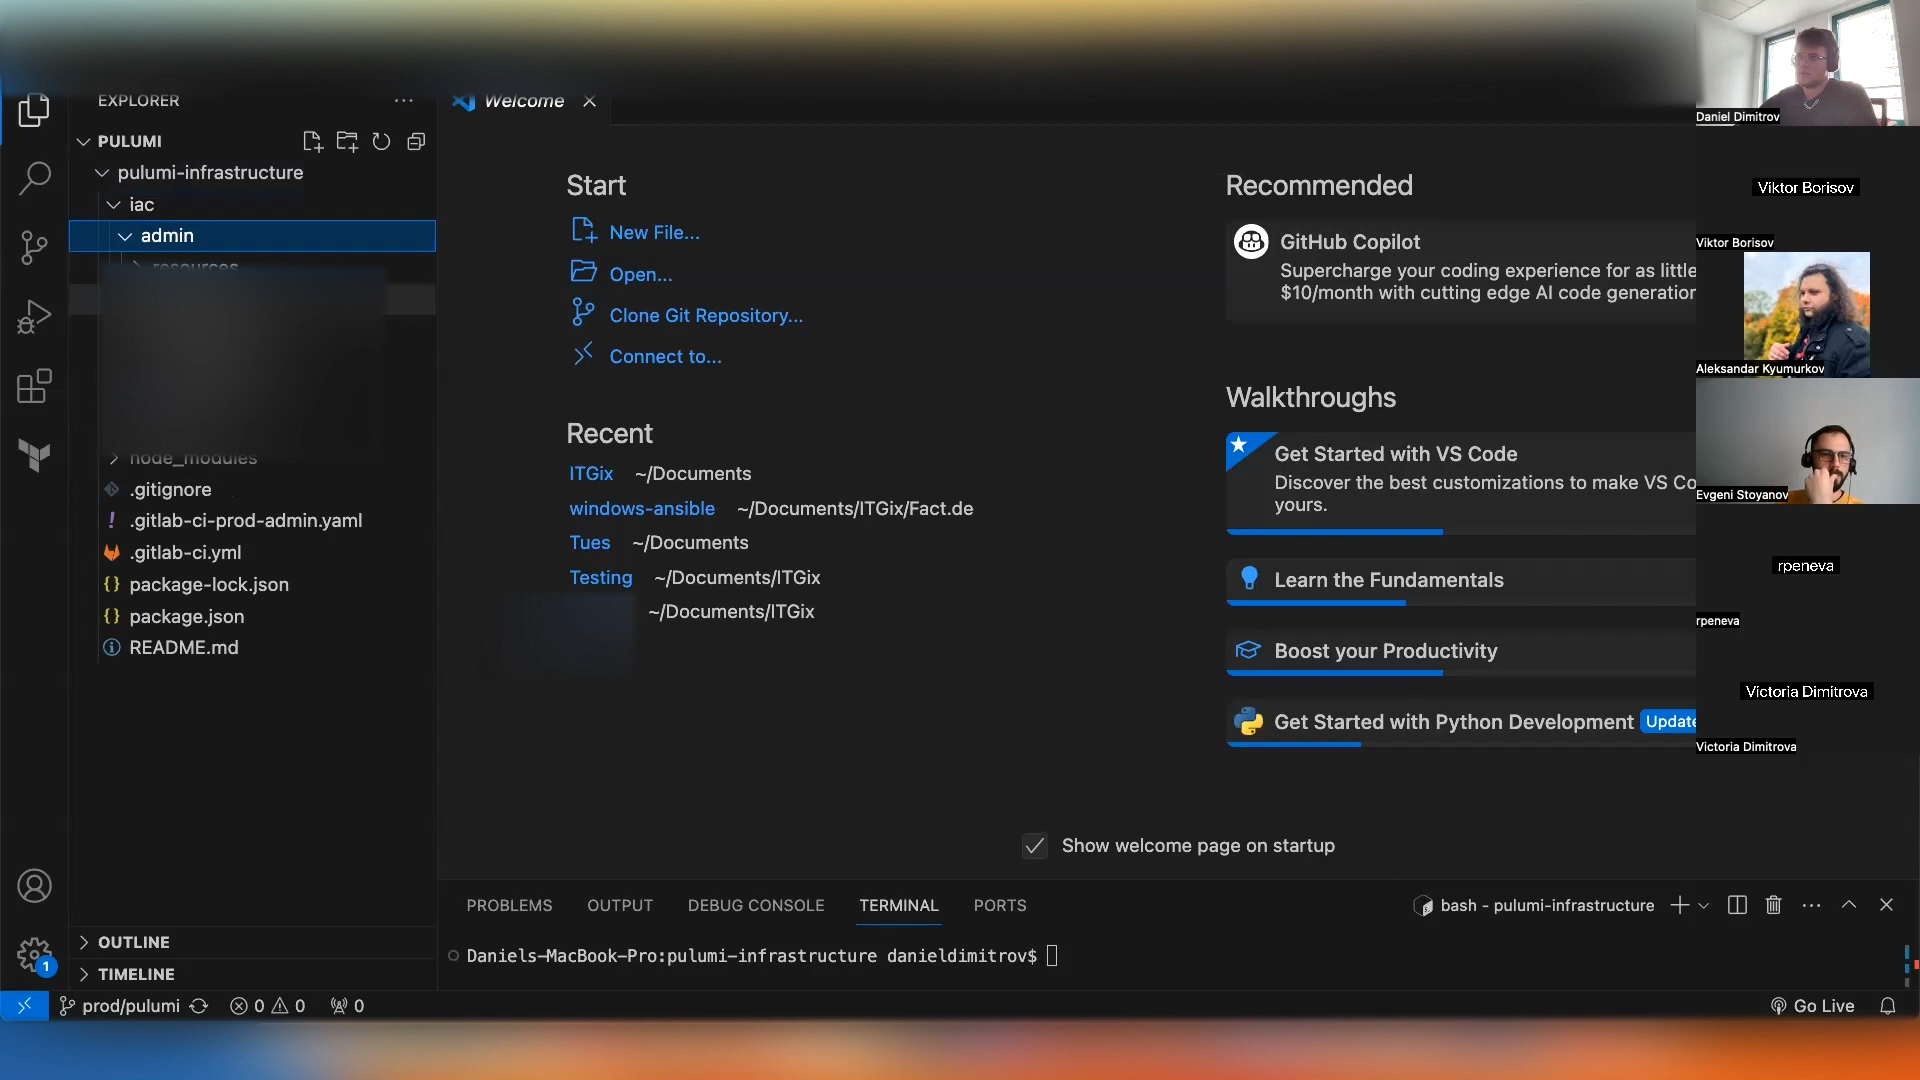 EXPLORER
PULUMI
pulumi-infrastructure
iac
admin
resources
node_modules
.gitignore
.gitlab-ci-prod-admin.yaml
.gitlab-ci.yml
package-lock.json
package.json
README.md
OUTLINE
TIMELINE
Welcome
Start
New File...
Open...
Clone Git Repository...
Connect to...
Recent
ITGix ~/Documents
windows-ansible ~/Documents/ITGix/Fact.de
Tues ~/Documents
Testing ~/Documents/ITGix
~/Documents/ITGix
Recommended
GitHub Copilot
Supercharge your coding experience for as little
$10/month with cutting edge AI code generation
Walkthroughs
Get Started with VS Code
Discover the best customizations to make VS Co
yours.
Learn the Fundamentals
Boost your Productivity
Get Started with Python Development Update
Show welcome page on startup
PROBLEMS OUTPUT DEBUG CONSOLE TERMINAL PORTS
bash - pulumi-infrastructure
Daniels-MacBook-Pro:pulumi-infrastructure danieldimitrov$
1
prod/pulumi 0 0 0
Go Live
Daniel Dimitrov
Viktor Borisov
Viktor Borisov
Aleksandar Kyumurkov
Evgeni Stoyanov
rpeneva
rpeneva
Victoria Dimitrova
Victoria Dimitrova